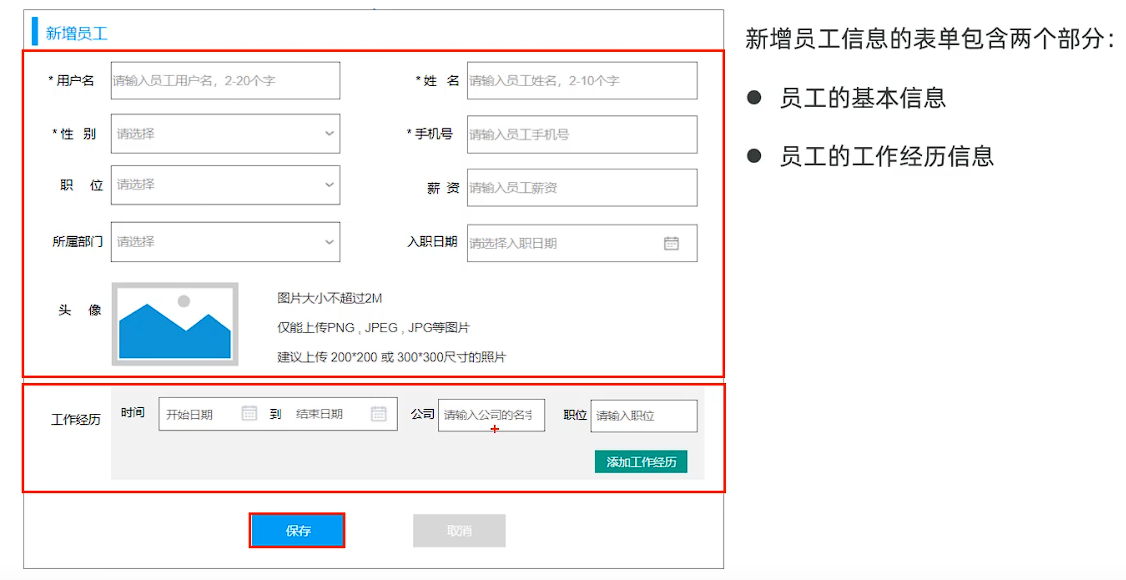 新增员工
新增员工信息的表单包含两个部分：
* 用户名 请输入员工用户名，2-20个字 * 姓 名 请输入员工姓名，2-10个字
● 员工的基本信息
* 性 别 请选择 * 手机号 请输入员工手机号
● 员工的工作经历信息
职 位 请选择 薪 资 请输入员工薪资
所属部门 请选择 入职日期 请选择入职日期
头 像 图片大小不超过2M
仅能上传PNG , JPEG , JPG等图片
建议上传 200*200 或 300*300尺寸的照片
工作经历 时间 开始日期 到 结束日期 公司 请输入公司的名字 职位 请输入职位
添加工作经历
保存 取消